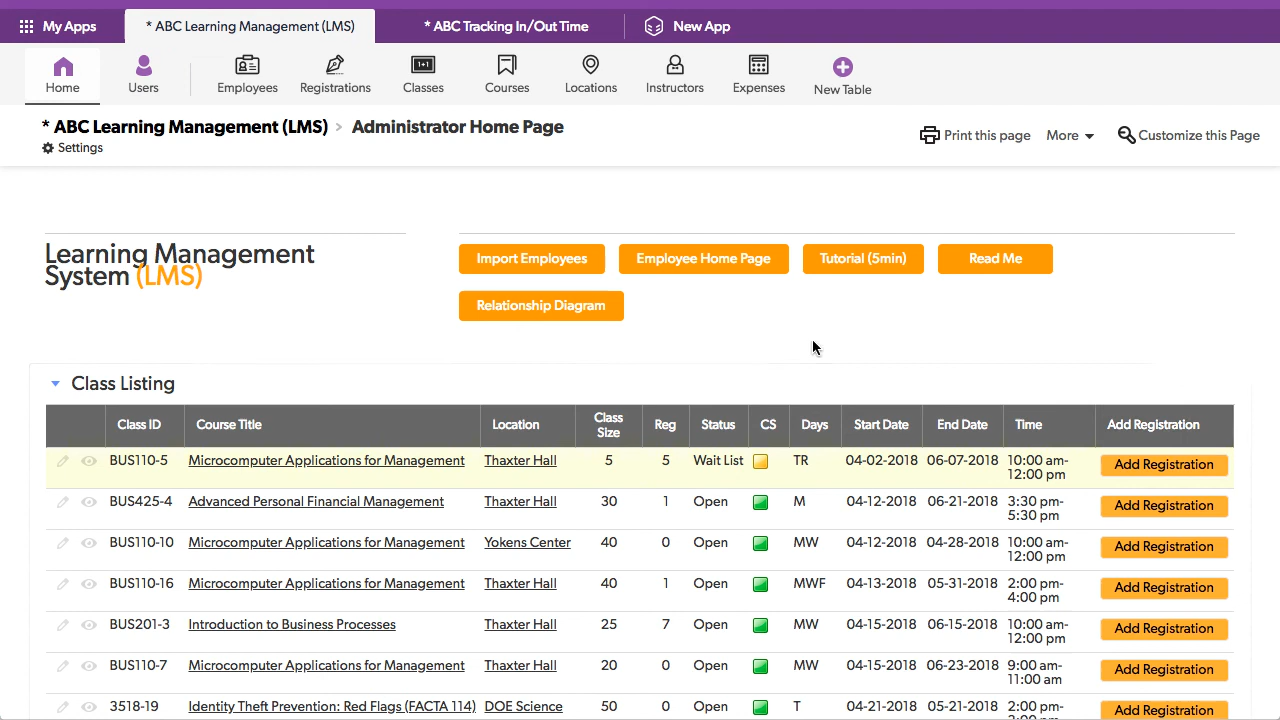 My Apps
* ABC Learning Management (LMS)
* ABC Tracking In/Out Time
New App
Home
Users
Employees
Registrations
1+1
Classes
Courses
Locations
Instructors
Expenses
New Table
* ABC Learning Management (LMS) > Administrator Home Page
Settings
Print this page
More
Customize this Page
Learning Management
System (LMS)
Import Employees
Employee Home Page
Tutorial (5min)
Read Me
Relationship Diagram
Class Listing
Class ID Course Title Location Class Size Reg Status CS Days Start Date End Date Time Add Registration
BUS110-5 Microcomputer Applications for Management Thaxter Hall 5 5 Wait List TR 04-02-2018 06-07-2018 10:00 am-12:00 pm Add Registration
BUS425-4 Advanced Personal Financial Management Thaxter Hall 30 1 Open M 04-12-2018 06-21-2018 3:30 pm-5:30 pm Add Registration
BUS110-10 Microcomputer Applications for Management Yokens Center 40 0 Open MW 04-12-2018 04-28-2018 10:00 am-12:00 pm Add Registration
BUS110-16 Microcomputer Applications for Management Thaxter Hall 40 1 Open MWF 04-13-2018 05-31-2018 2:00 pm-4:00 pm Add Registration
BUS201-3 Introduction to Business Processes Thaxter Hall 25 7 Open MW 04-15-2018 06-15-2018 10:00 am-12:00 pm Add Registration
BUS110-7 Microcomputer Applications for Management Thaxter Hall 20 0 Open MW 04-15-2018 06-23-2018 9:00 am-11:00 am Add Registration
3518-19 Identity Theft Prevention: Red Flags (FACTA 114) DOE Science 50 0 Open T 04-21-2018 05-21-2018 2:00 pm- Add Registration